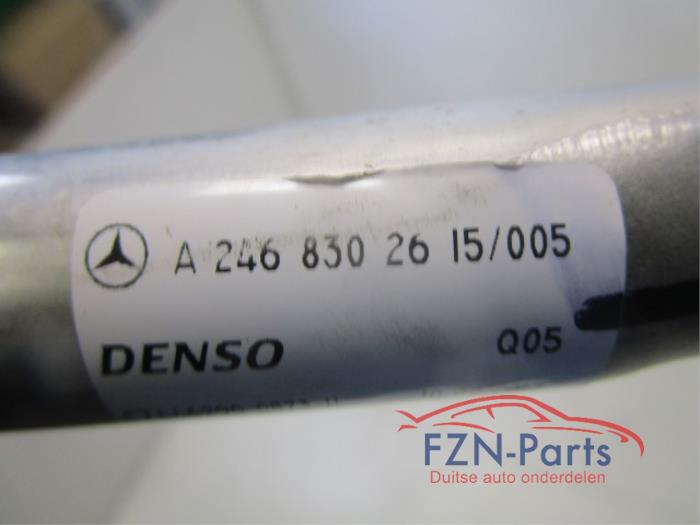 A 246 830 26 15/005
DENSO Q05
FZN-Parts
Duitse auto onderdelen